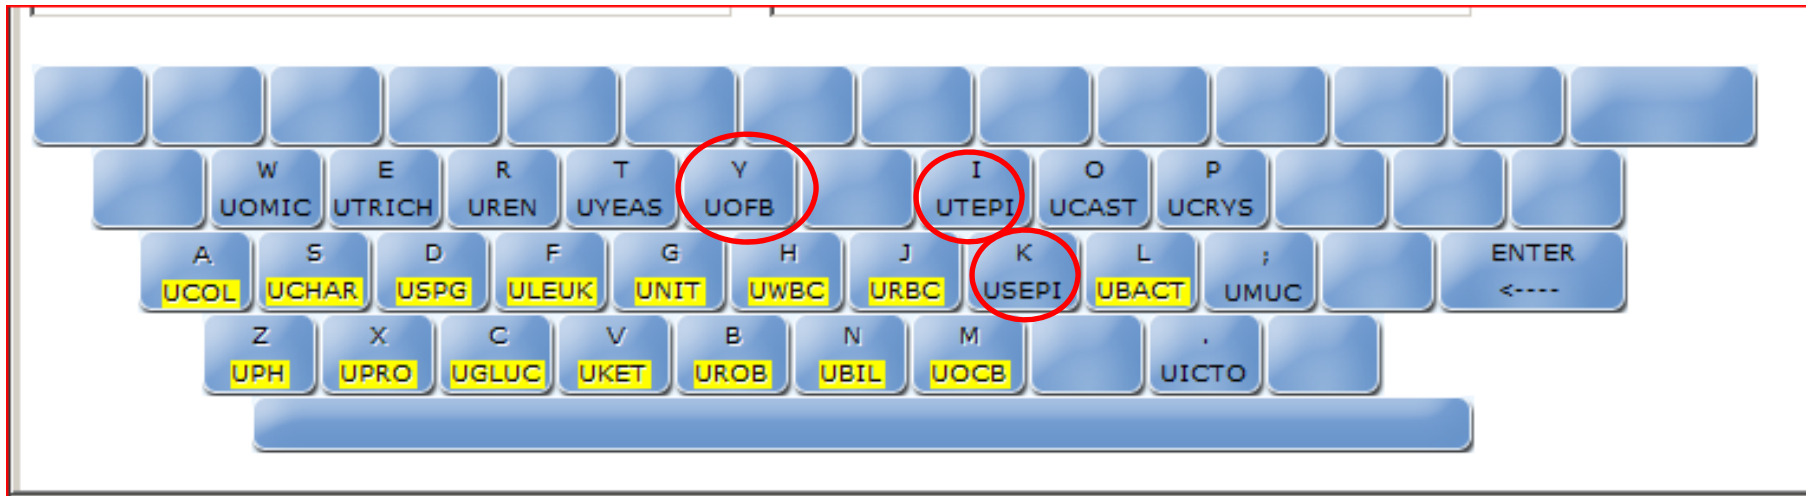 W E R T Y I O P
UOMIC UTRICH UREN UYEAS UOFB UTEPI UCAST UCRYS
A S D F G H J K L ; ENTER
UCOL UCHAR USPG ULEUK UNIT UWBC URBC USEPI UBACT UMUC <----
Z X C V B N M .
UPH UPRO UGLUC UKET UROB UBIL UOCB UICTO